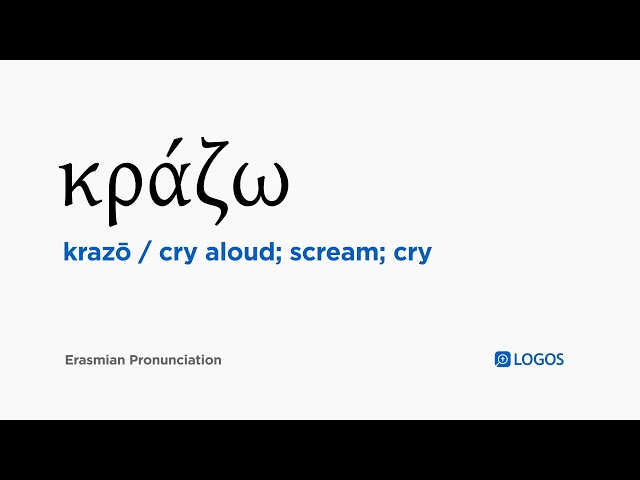 κράζω
krazō / cry aloud; scream; cry
Erasmian Pronunciation
LOGOS